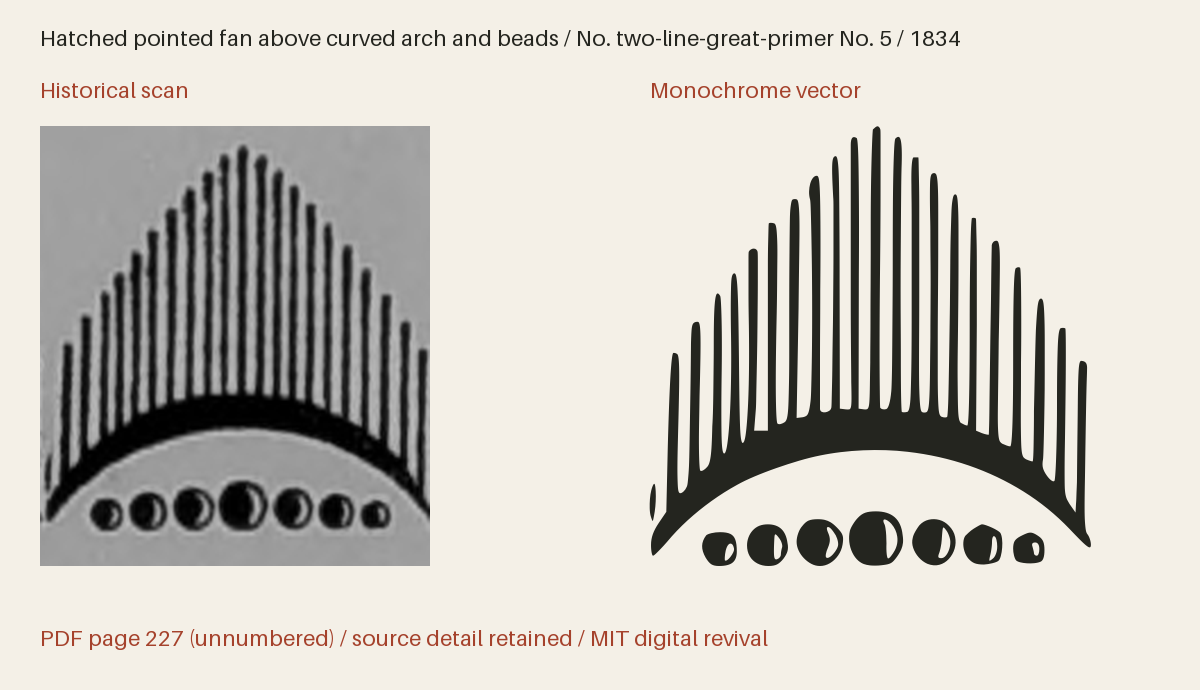 Hatched pointed fan above curved arch and beads / No. two-line-great-primer No. 5 / 1834
Historical scan
Monochrome vector
PDF page 227 (unnumbered) / source detail retained / MIT digital revival